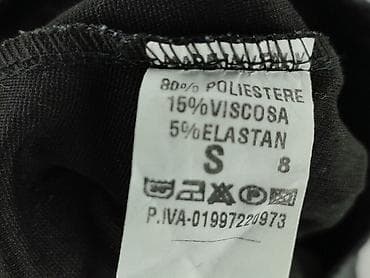 80% POLIESTERE
15%VISCOSA
5%ELASTAN
S 8
P.IVA-01997220973